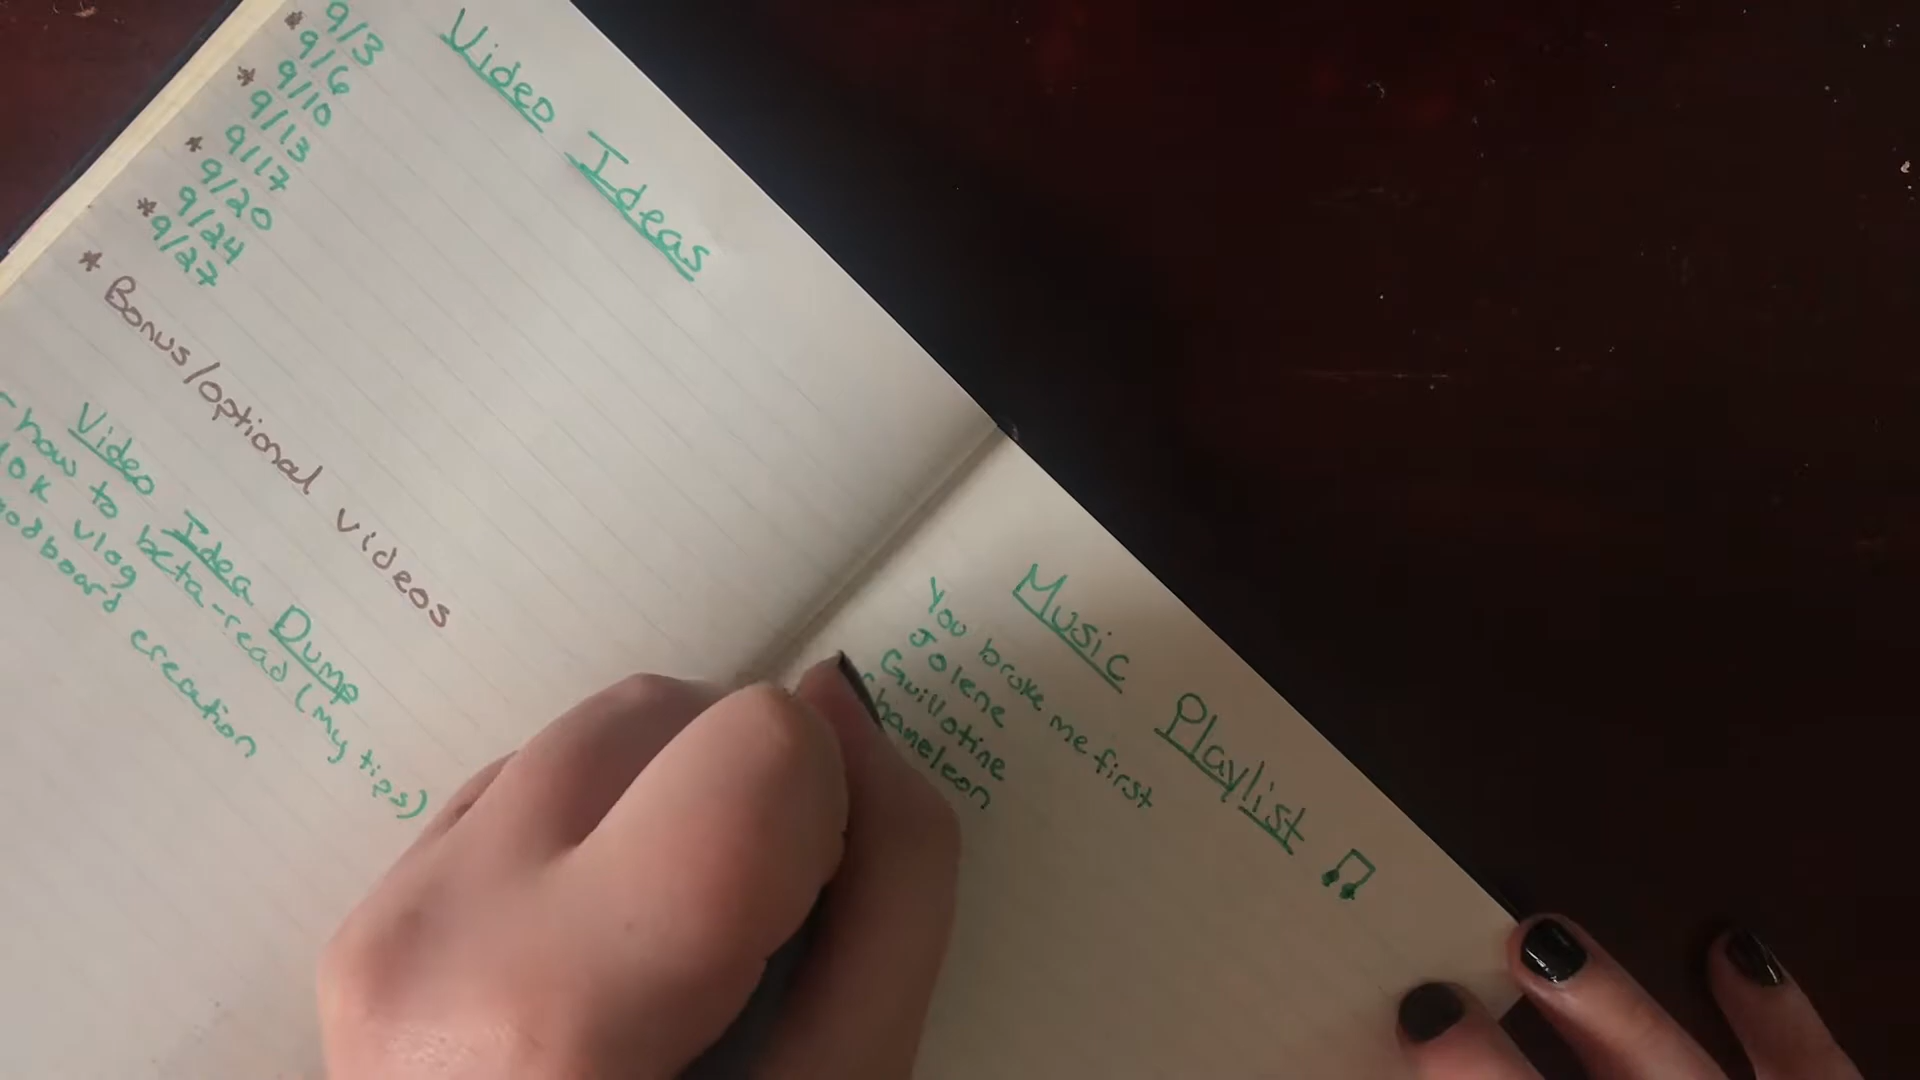 Video Ideas
9/3
* 9/6
9/10
* 9/13
9/17
* 9/20
9/24
* 9/27
* Bonus/optional videos
Video Idea Dump
- how to beta-read (my tips)
10K vlog
oodboard creation
Music Playlist
You broke me first
Jolene
Guillotine
Chameleon